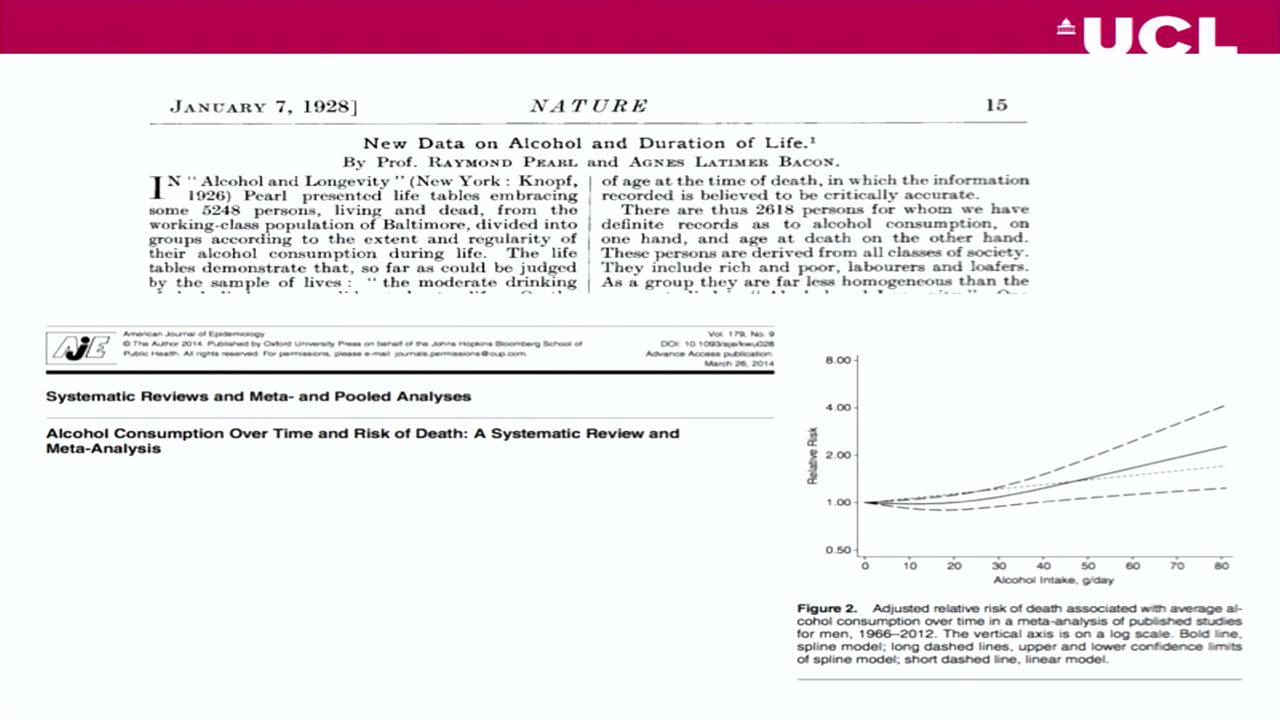 UCL
JANUARY 7, 1928]
NATURE
15
New Data on Alcohol and Duration of Life.¹
By Prof. RAYMOND PEARL and AGNES LATIMER BACON.
IN “ Alcohol and Longevity ” (New York : Knopf,
1926) Pearl presented life tables embracing
some 5248 persons, living and dead, from the
working-class population of Baltimore, divided into
groups according to the extent and regularity of
their alcohol consumption during life. The life
tables demonstrate that, so far as could be judged
by the sample of lives : “ the moderate drinking
of age at the time of death, in which the information
recorded is believed to be critically accurate.
There are thus 2618 persons for whom we have
definite records as to alcohol consumption, on
one hand, and age at death on the other hand.
These persons are derived from all classes of society.
They include rich and poor, labourers and loafers.
As a group they are far less homogeneous than the
AJE
American Journal of Epidemiology
© The Author 2014. Published by Oxford University Press on behalf of the Johns Hopkins Bloomberg School of
Public Health. All rights reserved. For permissions, please e-mail: journals.permissions@oup.com.
Vol. 179, No. 9
DOI: 10.1093/aje/kwu028
Advance Access publication:
March 26, 2014
Systematic Reviews and Meta- and Pooled Analyses
Alcohol Consumption Over Time and Risk of Death: A Systematic Review and
Meta-Analysis
8.00
4.00
2.00
1.00
0.50
Relative Risk
0 10 20 30 40 50 60 70 80
Alcohol Intake, g/day
Figure 2. Adjusted relative risk of death associated with average al-
cohol consumption over time in a meta-analysis of published studies
for men, 1966–2012. The vertical axis is on a log scale. Bold line,
spline model; long dashed lines, upper and lower confidence limits
of spline model; short dashed line, linear model.